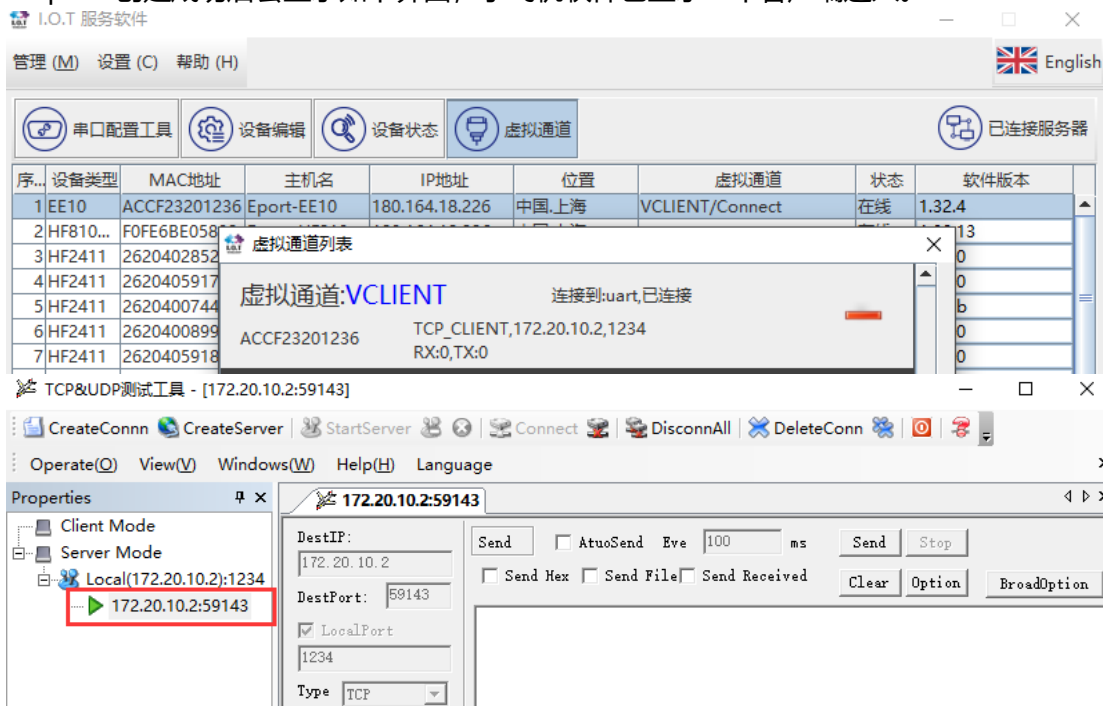 I.O.T 服务软件
管理 (M) 设置 (C) 帮助 (H) English
串口配置工具 设备编辑 设备状态 虚拟通道 已连接服务器
序... 设备类型 MAC地址 主机名 IP地址 位置 虚拟通道 状态 软件版本
1 EE10 ACCF23201236 Eport-EE10 180.164.18.226 中国.上海 VCLIENT/Connect 在线 1.32.4
2 HF810... F0FE6BE058
3 HF2411 2620402852
4 HF2411 2620405917
5 HF2411 2620400744
6 HF2411 2620400899
7 HF2411 2620405918
虚拟通道列表
虚拟通道:VCLIENT 连接到:uart,已连接
ACCF23201236 TCP_CLIENT,172.20.10.2,1234
RX:0,TX:0
TCP&UDP测试工具 - [172.20.10.2:59143]
CreateConnn CreateServer StartServer Connect DisconnAll DeleteConn
Operate(O) View(V) Windows(W) Help(H) Language
Properties 172.20.10.2:59143
Client Mode
Server Mode
Local(172.20.10.2):1234
172.20.10.2:59143
DestIP:
172.20.10.2
DestPort: 59143
LocalPort
1234
Type TCP
Send AtuoSend Eve 100 ms Send Stop
Send Hex Send File Send Received Clear Option BroadOption